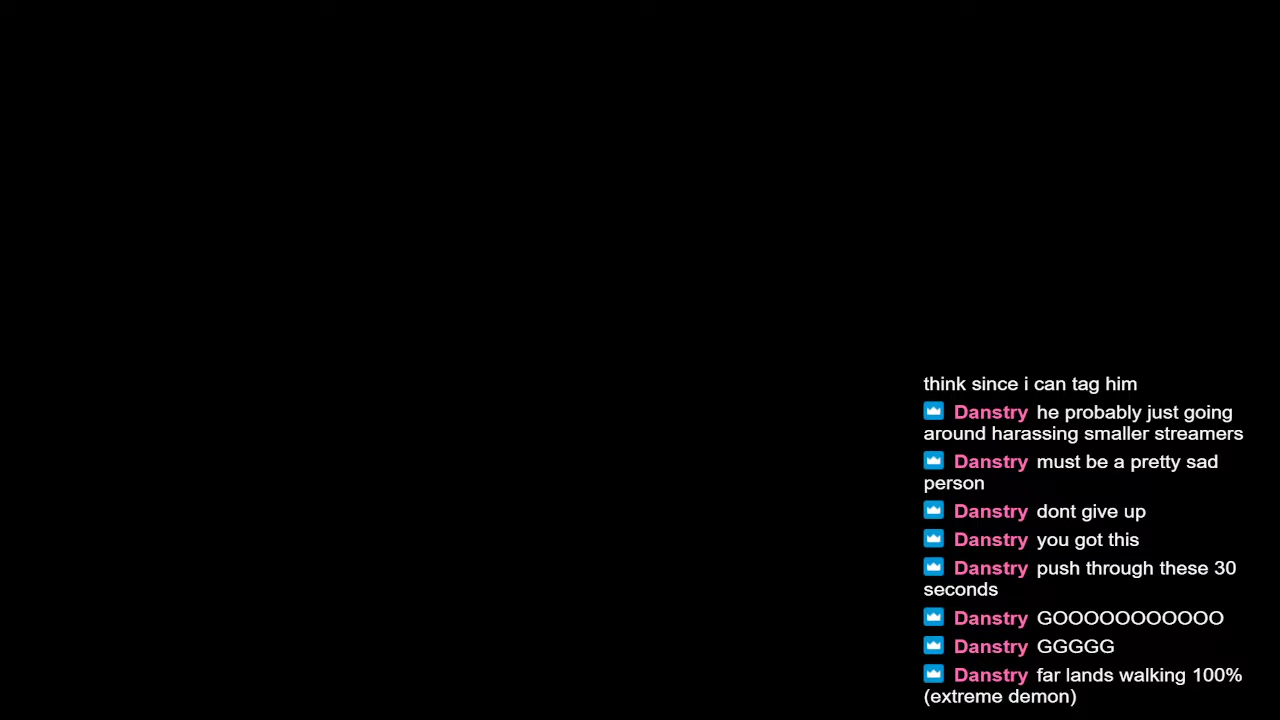 think since i can tag him
Danstry he probably just going
around harassing smaller streamers
Danstry must be a pretty sad
person
Danstry dont give up
Danstry you got this
Danstry push through these 30
seconds
Danstry GOOOOOOOOOOO
Danstry GGGGG
Danstry far lands walking 100%
(extreme demon)